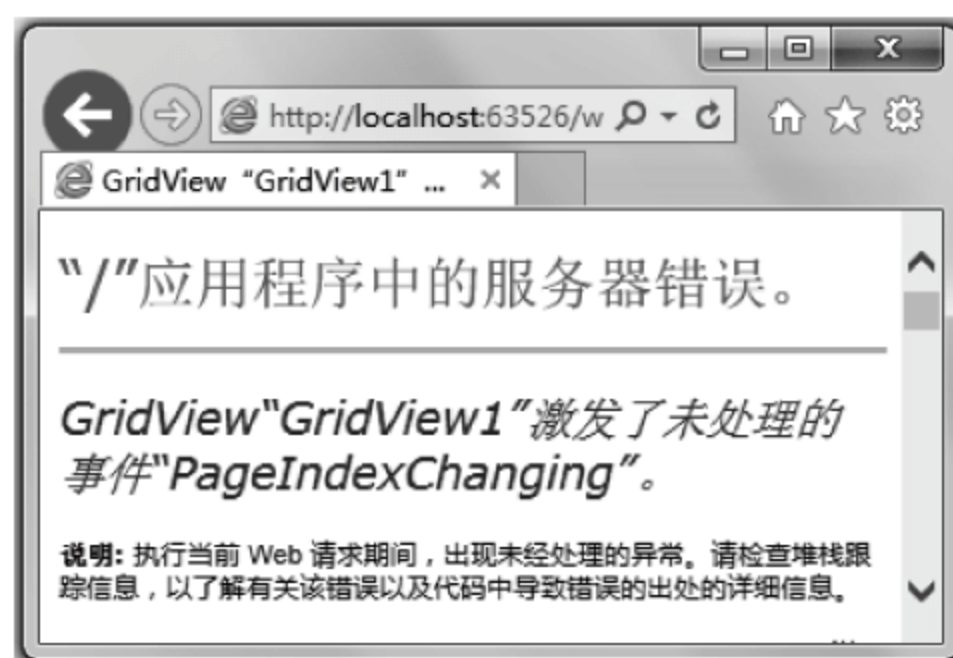 http://localhost:63526/w
GridView “GridView1” ...
“/”应用程序中的服务器错误。
GridView“GridView1”激发了未处理的
事件“PageIndexChanging”。
说明: 执行当前 Web 请求期间，出现未经处理的异常。请检查堆栈跟
踪信息，以了解有关该错误以及代码中导致错误的出处的详细信息。